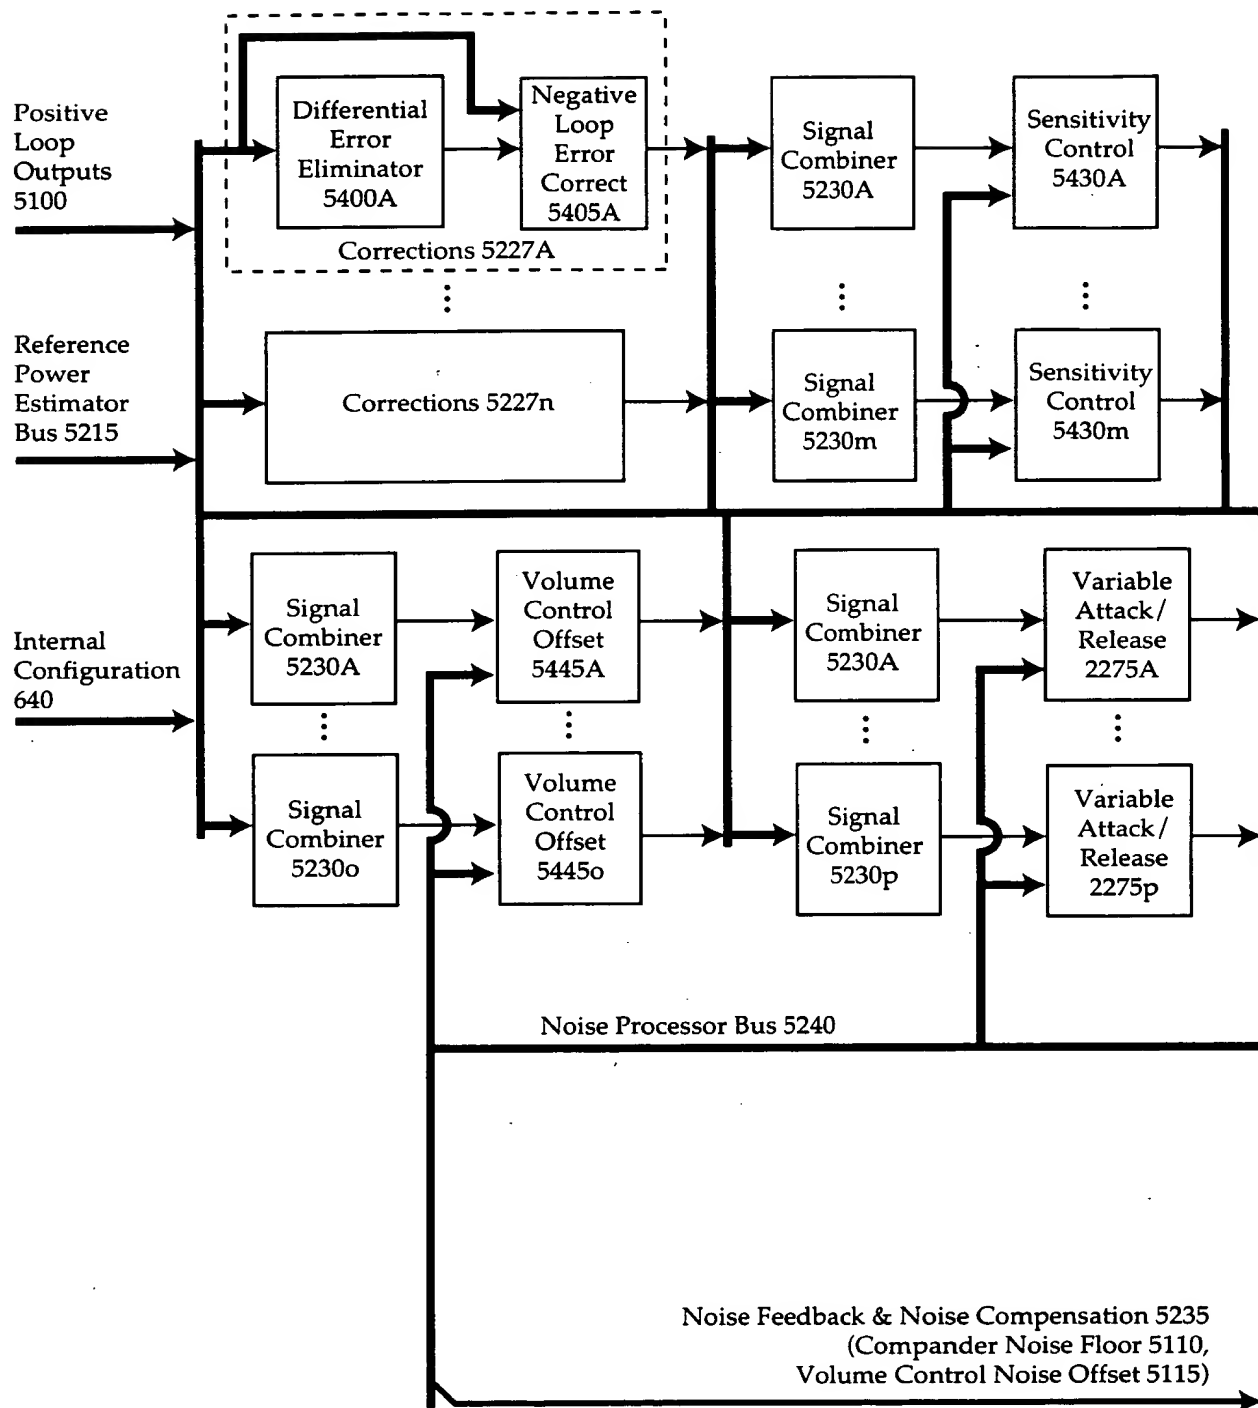 Positive
Loop
Outputs
5100
Differential
Error
Eliminator
5400A
Negative
Loop
Error
Correct
5405A
Corrections 5227A
Signal
Combiner
5230A
Sensitivity
Control
5430A
Reference
Power
Estimator
Bus 5215
Corrections 5227n
Signal
Combiner
5230m
Sensitivity
Control
5430m
Internal
Configuration
640
Signal
Combiner
5230A
Volume
Control
Offset
5445A
Signal
Combiner
5230A
Variable
Attack/
Release
2275A
Signal
Combiner
5230o
Volume
Control
Offset
5445o
Signal
Combiner
5230p
Variable
Attack/
Release
2275p
Noise Processor Bus 5240
Noise Feedback & Noise Compensation 5235
(Compander Noise Floor 5110,
Volume Control Noise Offset 5115)